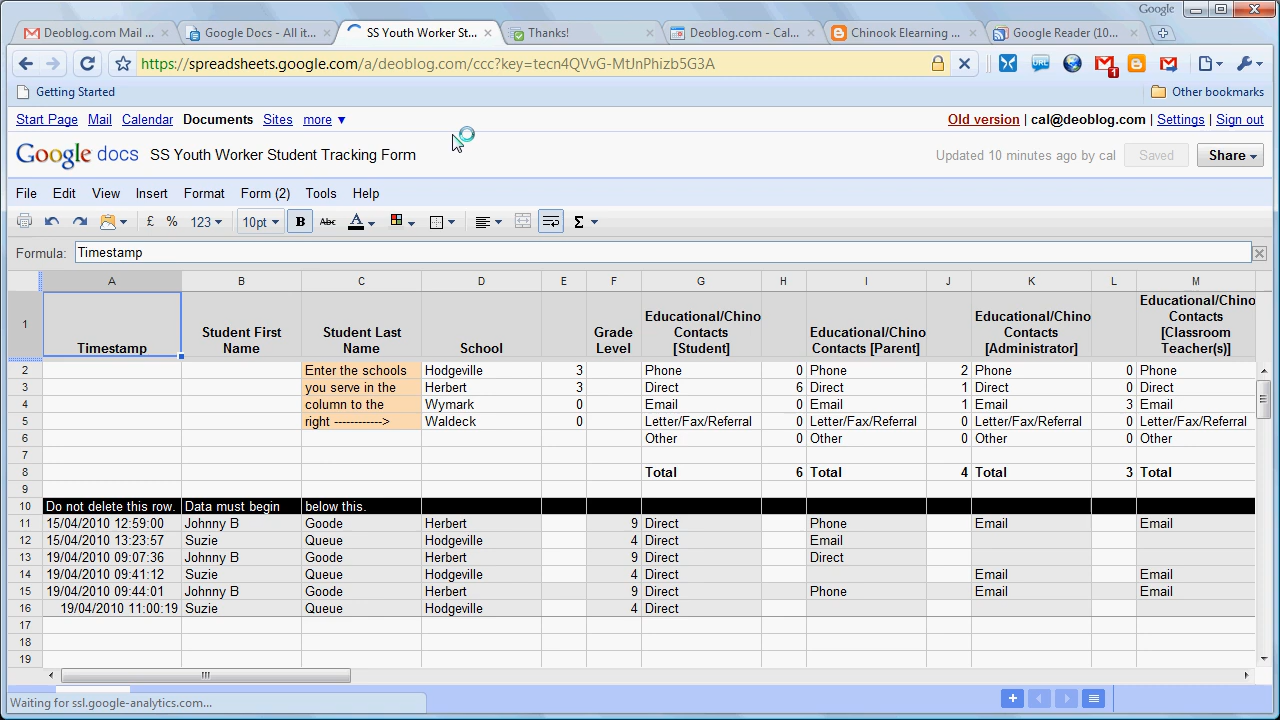 Google
Deoblog.com Mail ...
Google Docs - All it...
SS Youth Worker St...
Thanks!
Deoblog.com - Cal...
Chinook Elearning ...
Google Reader (10...
https://spreadsheets.google.com/a/deoblog.com/ccc?key=tecn4QVvG-MtJnPhizb5G3A
URL
1
Getting Started
Other bookmarks
Start Page Mail Calendar Documents Sites more ▼
Old version | cal@deoblog.com | Settings | Sign out
Google docs SS Youth Worker Student Tracking Form
Updated 10 minutes ago by cal Saved Share
File Edit View Insert Format Form (2) Tools Help
£ % 123 10pt B Abc A Σ
Formula: Timestamp
A B C D E F G H I J K L M
1 Timestamp Student First Name Student Last Name School Grade Level Educational/Chino Contacts [Student] Educational/Chino Contacts [Parent] Educational/Chino Contacts [Administrator] Educational/Chino Contacts [Classroom Teacher(s)]
2 Enter the schools Hodgeville 3 Phone 0 Phone 2 Phone 0 Phone
3 you serve in the Herbert 3 Direct 6 Direct 1 Direct 0 Direct
4 column to the Wymark 0 Email 0 Email 1 Email 3 Email
5 right ------------> Waldeck 0 Letter/Fax/Referral 0 Letter/Fax/Referral 0 Letter/Fax/Referral 0 Letter/Fax/Referral
6 Other 0 Other 0 Other 0 Other
7
8 Total 6 Total 4 Total 3 Total
9
10 Do not delete this row. Data must begin below this.
11 15/04/2010 12:59:00 Johnny B Goode Herbert 9 Direct Phone Email Email
12 15/04/2010 13:23:57 Suzie Queue Hodgeville 4 Direct Email
13 19/04/2010 09:07:36 Johnny B Goode Herbert 9 Direct Direct
14 19/04/2010 09:41:12 Suzie Queue Hodgeville 4 Direct Email Email
15 19/04/2010 09:44:01 Johnny B Goode Herbert 9 Direct Phone Email Email
16 19/04/2010 11:00:19 Suzie Queue Hodgeville 4 Direct
17
18
19
Waiting for ssl.google-analytics.com...